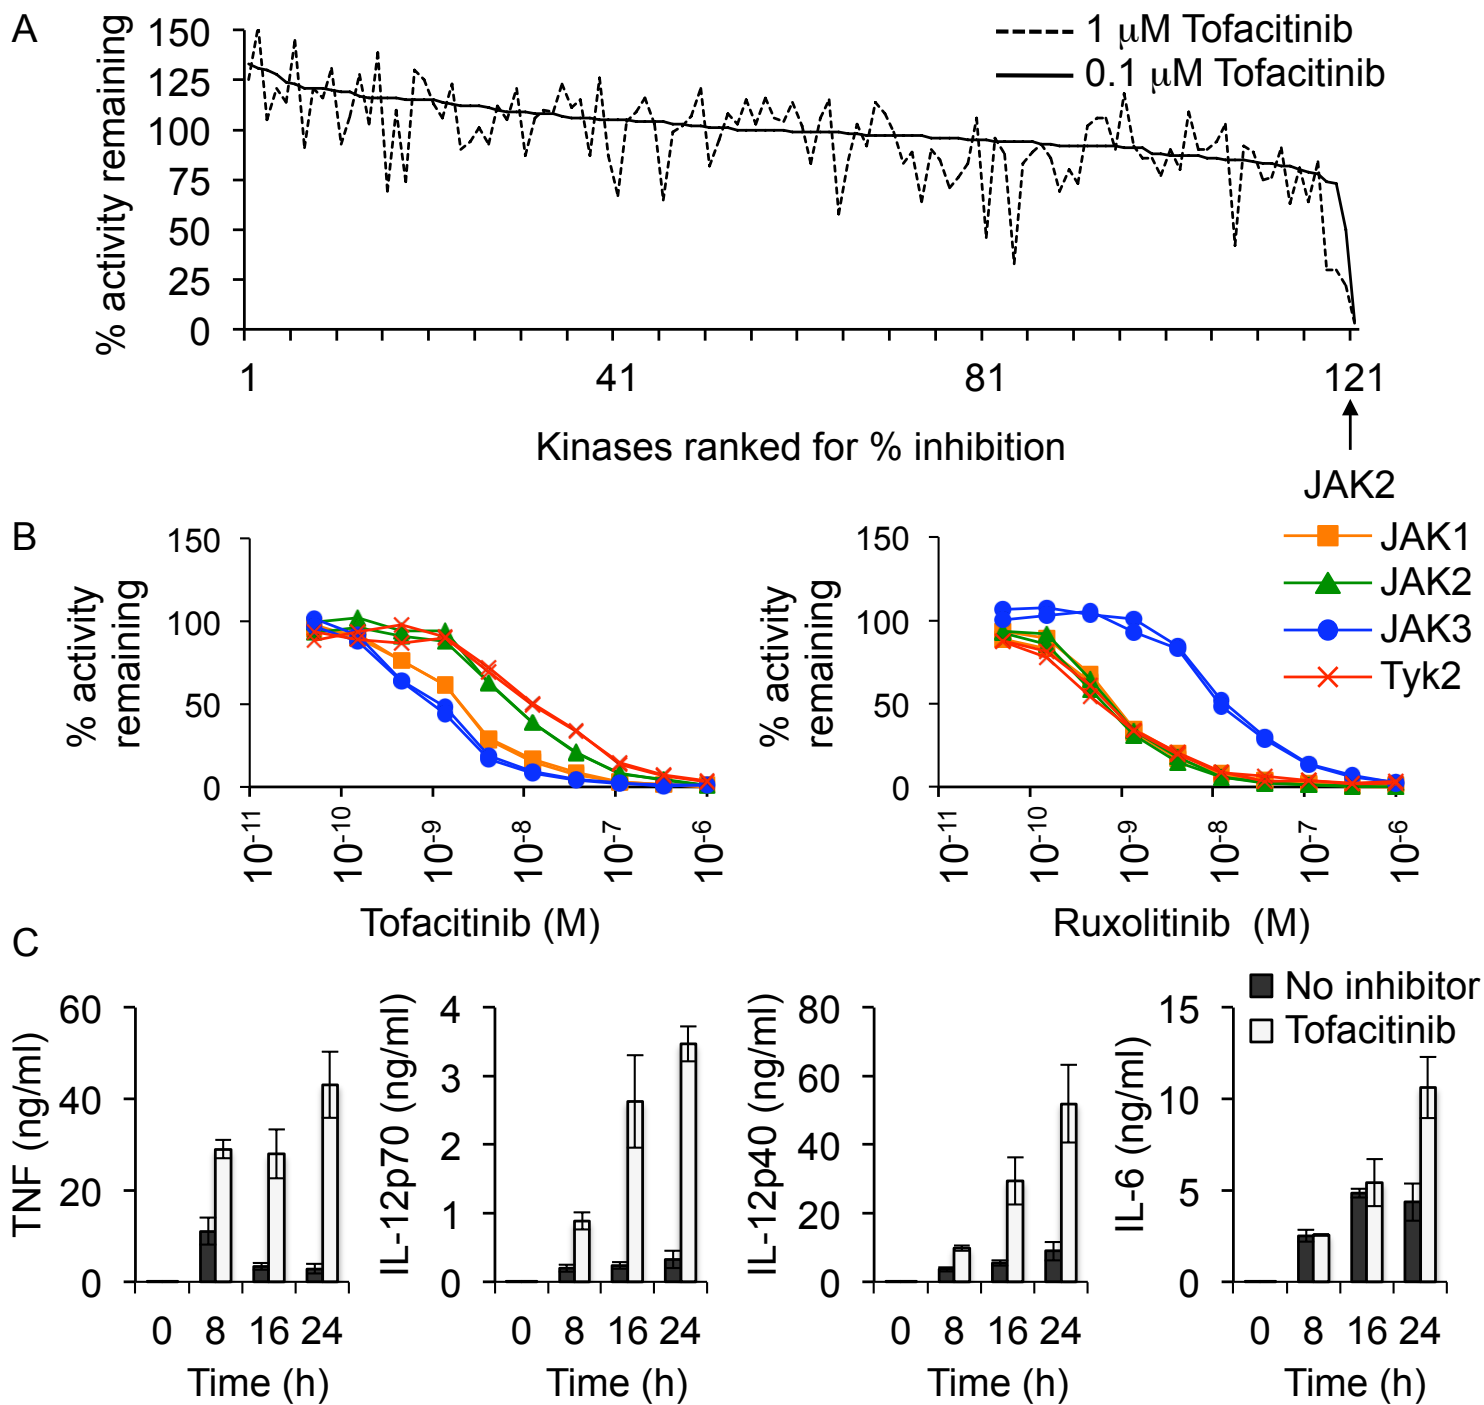 A
% activity remaining
150
125
100
75
50
25
0
1 μM Tofacitinib
0.1 μM Tofacitinib
1
41
81
121
Kinases ranked for % inhibition
JAK2
B
% activity
remaining
150
100
50
0
10-11
10-10
10-9
10-8
10-7
10-6
Tofacitinib (M)
% activity
remaining
150
100
50
0
10-11
10-10
10-9
10-8
10-7
10-6
Ruxolitinib (M)
JAK1
JAK2
JAK3
Tyk2
C
TNF (ng/ml)
60
40
20
0
0 8 16 24
Time (h)
IL-12p70 (ng/ml)
4
3
2
1
0
0 8 16 24
Time (h)
IL-12p40 (ng/ml)
80
60
40
20
0
0 8 16 24
Time (h)
IL-6 (ng/ml)
15
10
5
0
0 8 16 24
Time (h)
No inhibitor
Tofacitinib